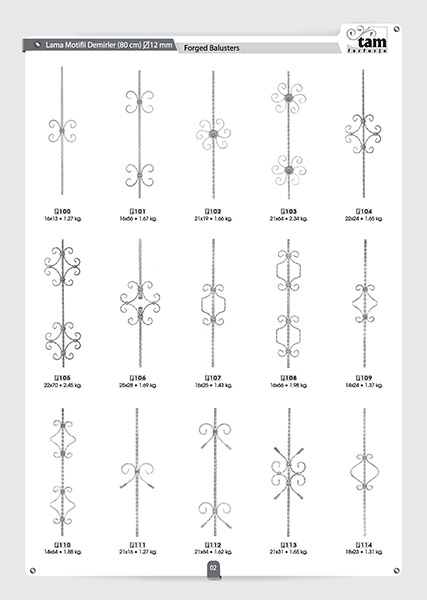 Lama Motifli Demirler (80 cm) ⌀12 mm
Forged Balusters
tam
ferforje
100
16x13 • 1,27 kg.
101
16x56 • 1.67 kg.
102
21x19 • 1.66 kg.
103
21x64 • 2.34 kg.
104
22x24 • 1.65 kg.
105
22x70 • 2.45 kg.
106
25x28 • 1.69 kg.
107
16x25 • 1.43 kg.
108
16x66 • 1.98 kg.
109
14x24 • 1.37 kg.
110
14x64 • 1.88 kg.
111
21x16 • 1.27 kg.
112
21x64 • 1.62 kg.
113
21x31 • 1.65 kg.
114
18x23 • 1.31 kg.
02